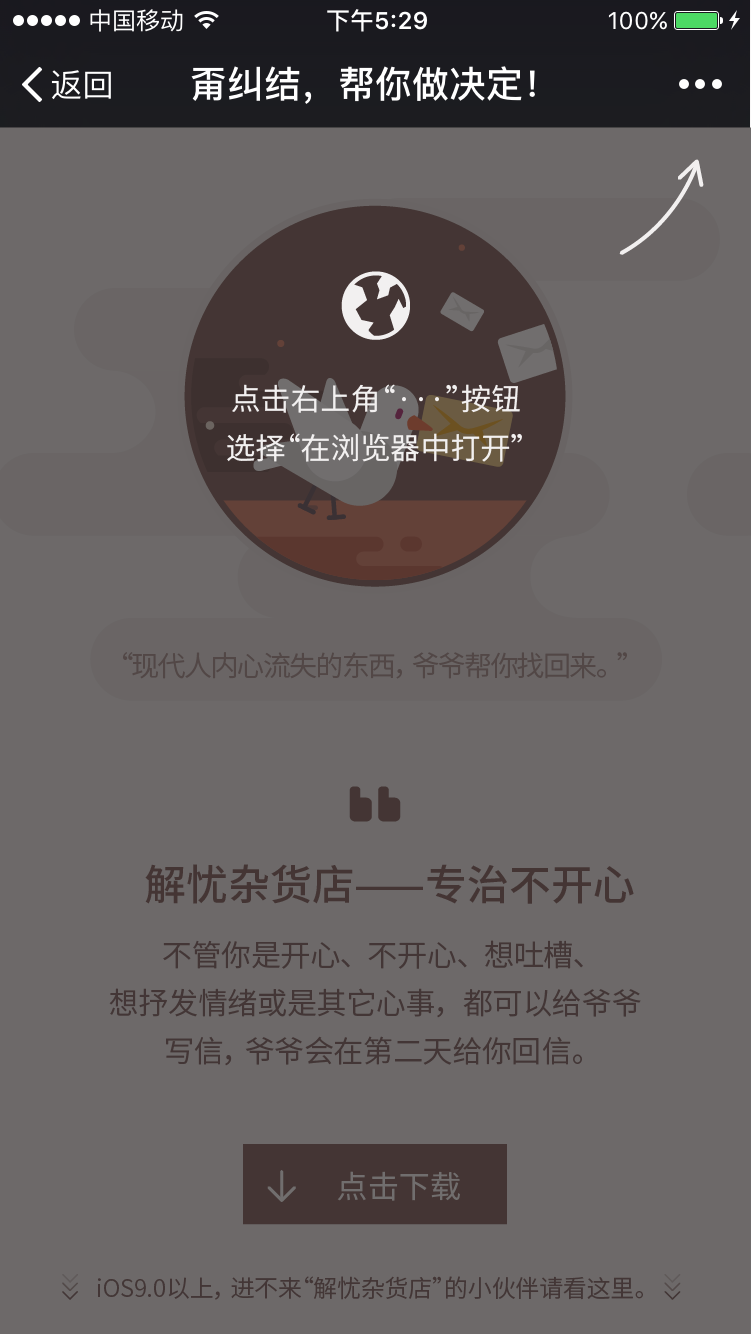 中国移动
下午5:29
100%
返回
甭纠结，帮你做决定！
点击右上角“···”按钮
选择“在浏览器中打开”
“现代人内心流失的东西，爷爷帮你找回来。”
解忧杂货店——专治不开心
不管你是开心、不开心、想吐槽、
想抒发情绪或是其它心事，都可以给爷爷
写信，爷爷会在第二天给你回信。
点击下载
iOS9.0以上，进不来“解忧杂货店”的小伙伴请看这里。